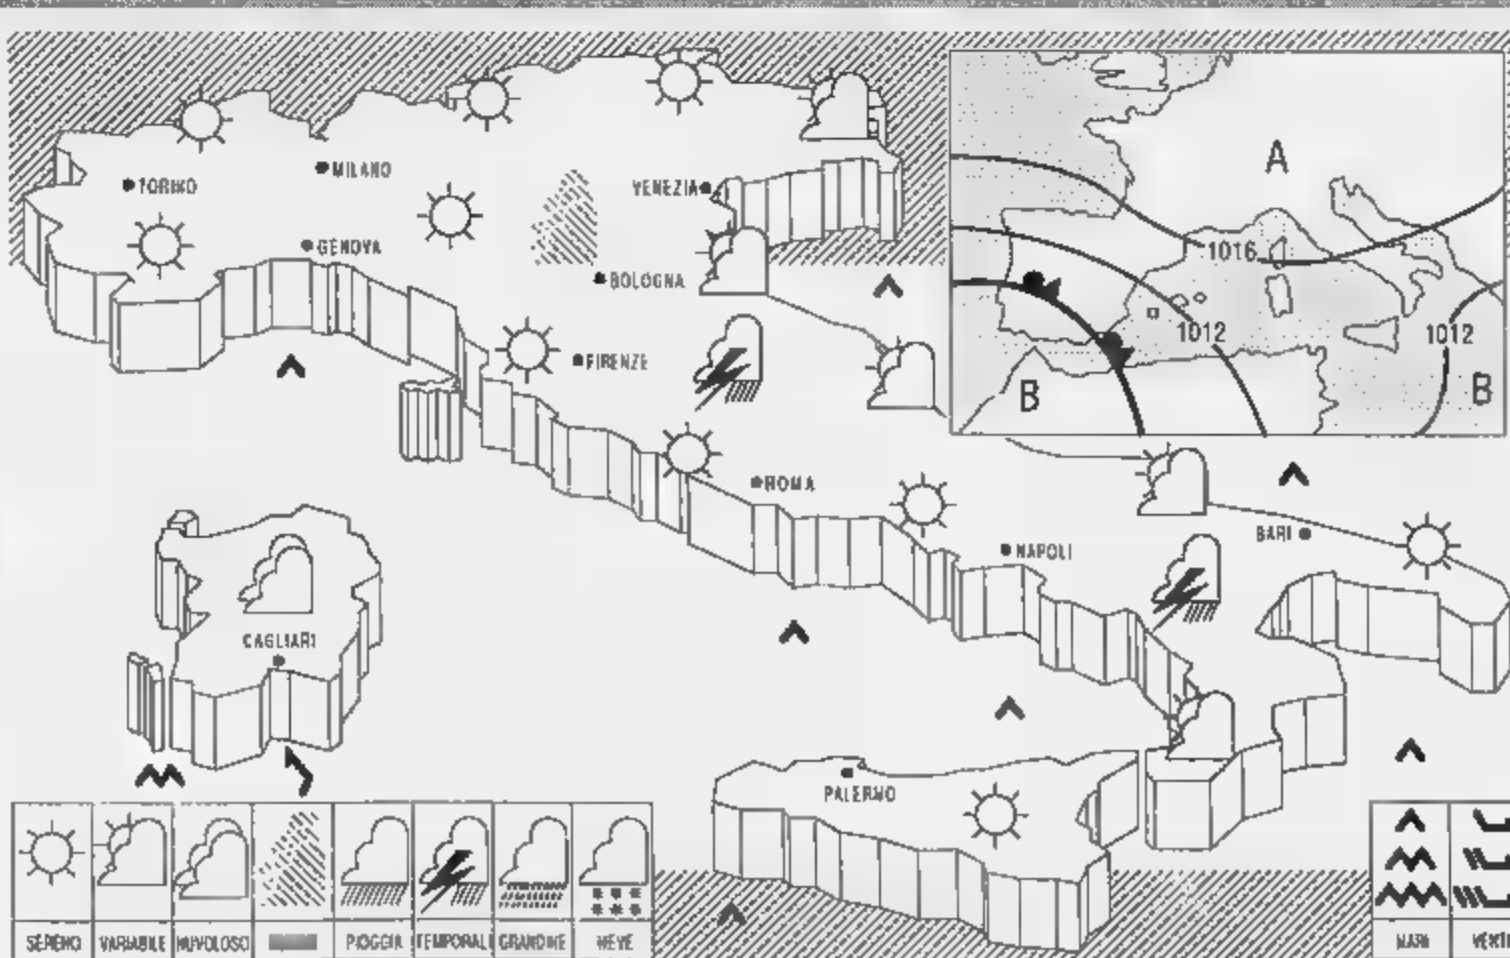 TORINO
MILANO
VENEZIA
GENOVA
BOLOGNA
FIRENZE
ROMA
NAPOLI
BARI
CAGLIARI
PALERMO
A
1016
1012
1012
B
B
SERENO VARIABILE NUVOLOSO PIOGGIA TEMPORALI GRANDINE NEVE
MARI VENTI